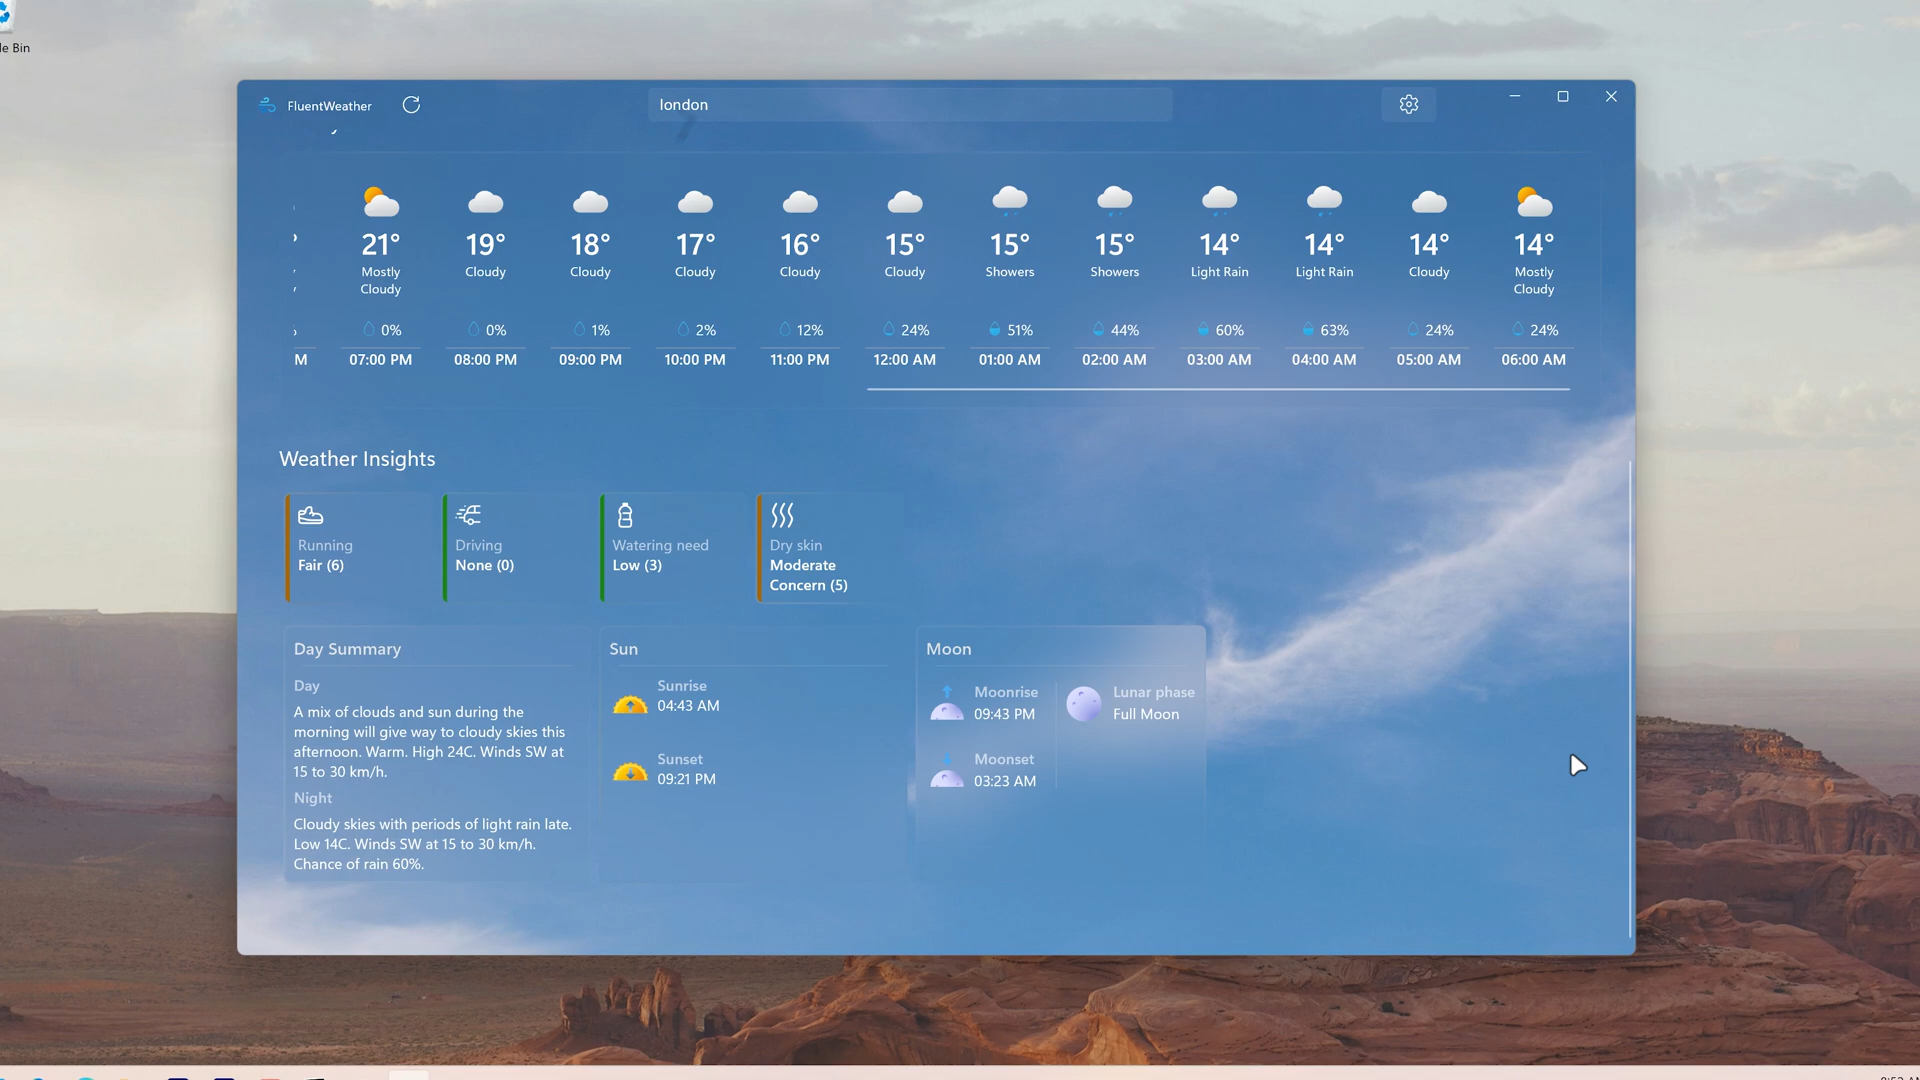 le Bin
FluentWeather
london
21° 19° 18° 17° 16° 15° 15° 15° 14° 14° 14° 14°
Mostly Cloudy Cloudy Cloudy Cloudy Cloudy Cloudy Showers Showers Light Rain Light Rain Cloudy Mostly Cloudy
0% 0% 1% 2% 12% 24% 51% 44% 60% 63% 24% 24%
M 07:00 PM 08:00 PM 09:00 PM 10:00 PM 11:00 PM 12:00 AM 01:00 AM 02:00 AM 03:00 AM 04:00 AM 05:00 AM 06:00 AM
Weather Insights
Running
Fair (6)
Driving
None (0)
Watering need
Low (3)
Dry skin
Moderate
Concern (5)
Day Summary
Day
A mix of clouds and sun during the
morning will give way to cloudy skies this
afternoon. Warm. High 24C. Winds SW at
15 to 30 km/h.
Night
Cloudy skies with periods of light rain late.
Low 14C. Winds SW at 15 to 30 km/h.
Chance of rain 60%.
Sun
Sunrise
04:43 AM
Sunset
09:21 PM
Moon
Moonrise
09:43 PM
Lunar phase
Full Moon
Moonset
03:23 AM